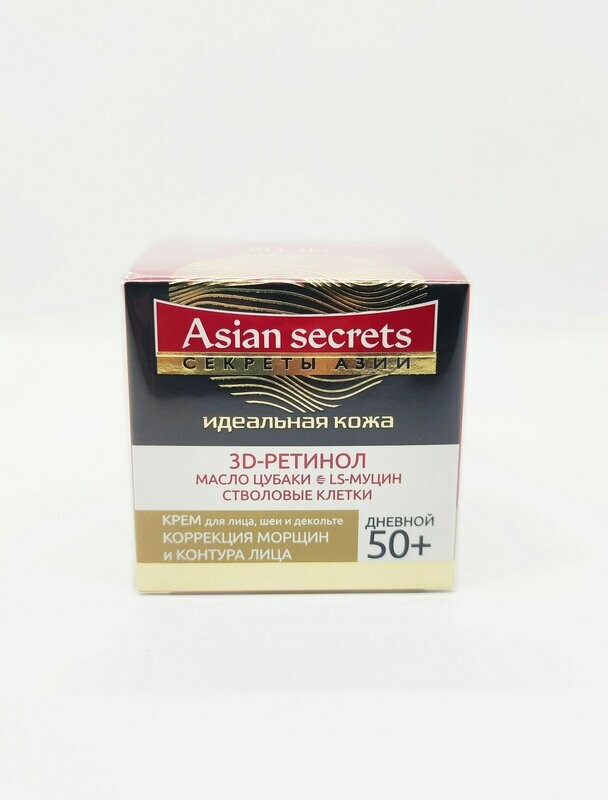 Asian secrets
СЕКРЕТЫ АЗИИ
идеальная кожа
3D-РЕТИНОЛ
МАСЛО ЦУБАКИ LS-МУЦИН
СТВОЛОВЫЕ КЛЕТКИ
КРЕМ для лица, шеи и декольте
КОРРЕКЦИЯ МОРЩИН
и КОНТУРА ЛИЦА
ДНЕВНОЙ
50+